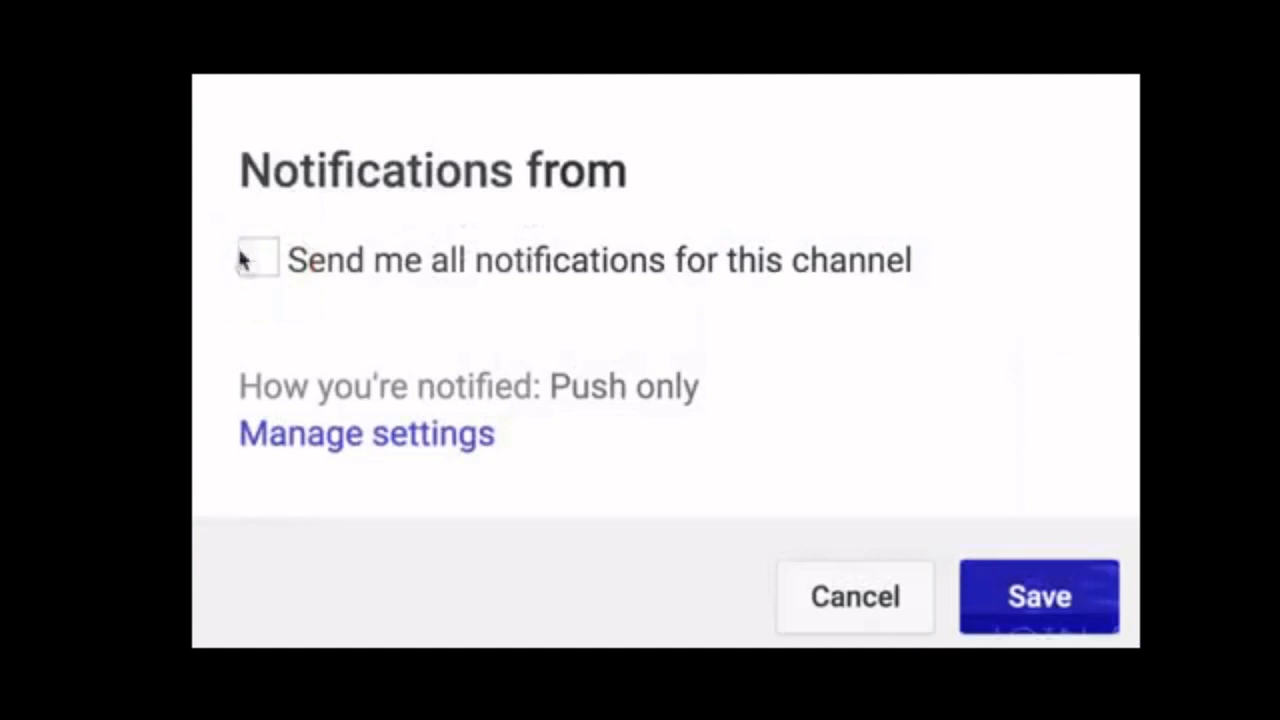 Notifications from
Send me all notifications for this channel
How you're notified: Push only
Manage settings
Cancel
Save